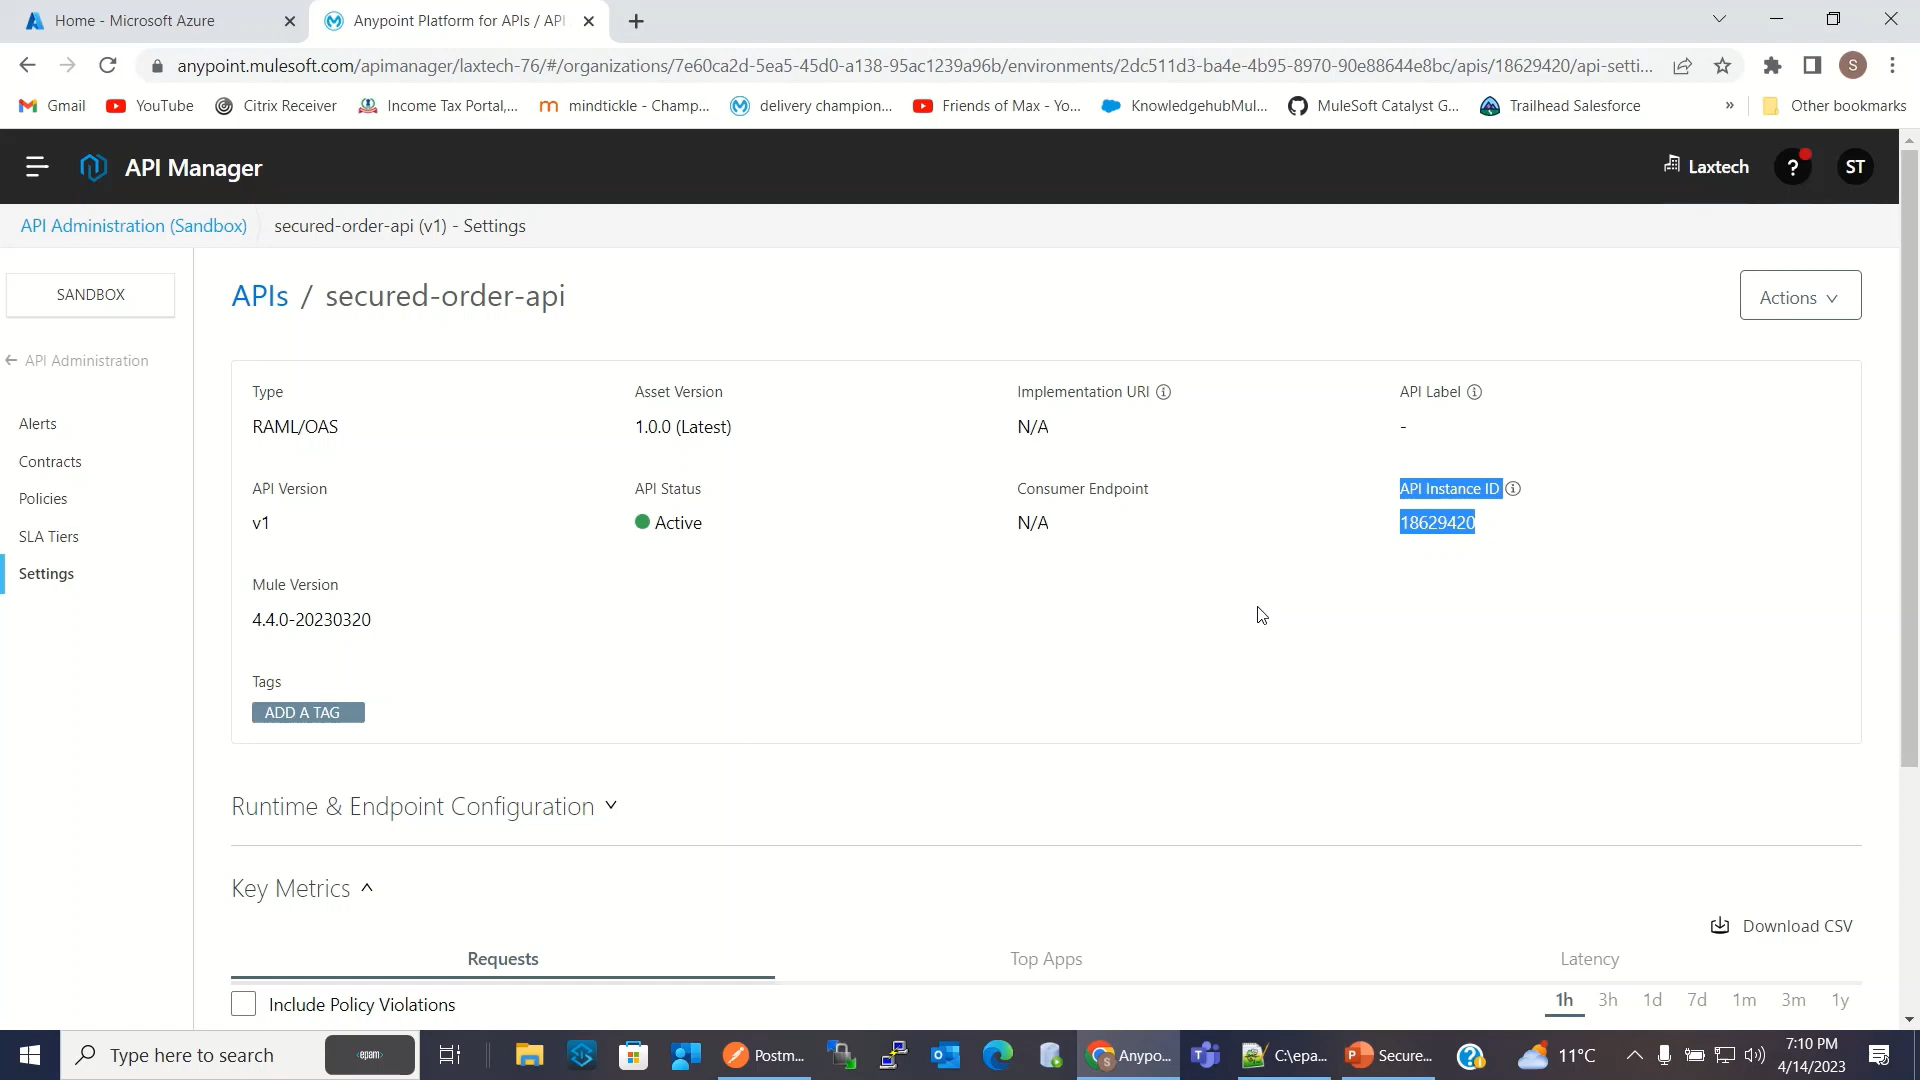 Home - Microsoft Azure
Anypoint Platform for APIs / API
anypoint.mulesoft.com/apimanager/laxtech-76/#/organizations/7e60ca2d-5ea5-45d0-a138-95ac1239a96b/environments/2dc511d3-ba4e-4b95-8970-90e88644e8bc/apis/18629420/api-setti...
S
Gmail
YouTube
Citrix Receiver
Income Tax Portal,...
mindtickle - Champ...
delivery champion...
Friends of Max - Yo...
KnowledgehubMul...
MuleSoft Catalyst G...
Trailhead Salesforce
»
Other bookmarks
API Manager
Laxtech
?
ST
API Administration (Sandbox)
secured-order-api (v1) - Settings
SANDBOX
APIs / secured-order-api
Actions
API Administration
Type
Asset Version
Implementation URI
API Label
Alerts
RAML/OAS
1.0.0 (Latest)
N/A
-
Contracts
API Version
API Status
Consumer Endpoint
API Instance ID
Policies
v1
Active
N/A
18629420
SLA Tiers
Settings
Mule Version
4.4.0-20230320
Tags
ADD A TAG
Runtime & Endpoint Configuration
Key Metrics
Download CSV
Requests
Top Apps
Latency
Include Policy Violations
1h 3h 1d 7d 1m 3m 1y
Type here to search
<epam>
Postm...
Anypo...
C:\epa...
Secure...
11°C
7:10 PM
4/14/2023